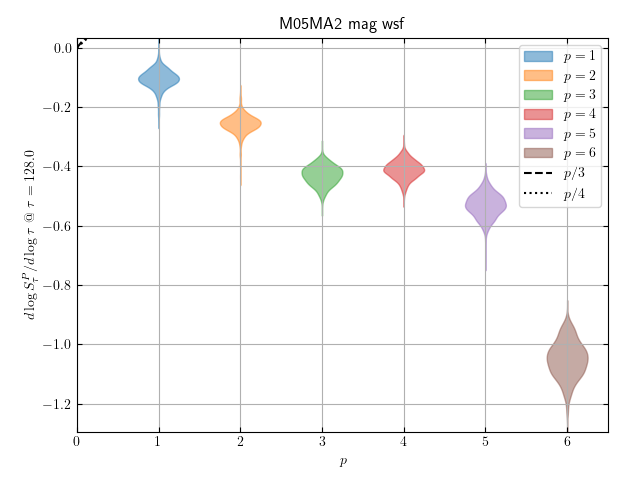 M05MA2 mag wsf
d log S_τ^P / d log τ @ τ = 128.0
0.0
−0.2
−0.4
−0.6
−0.8
−1.0
−1.2
0 1 2 3 4 5 6
p
p = 1
p = 2
p = 3
p = 4
p = 5
p = 6
p/3
p/4